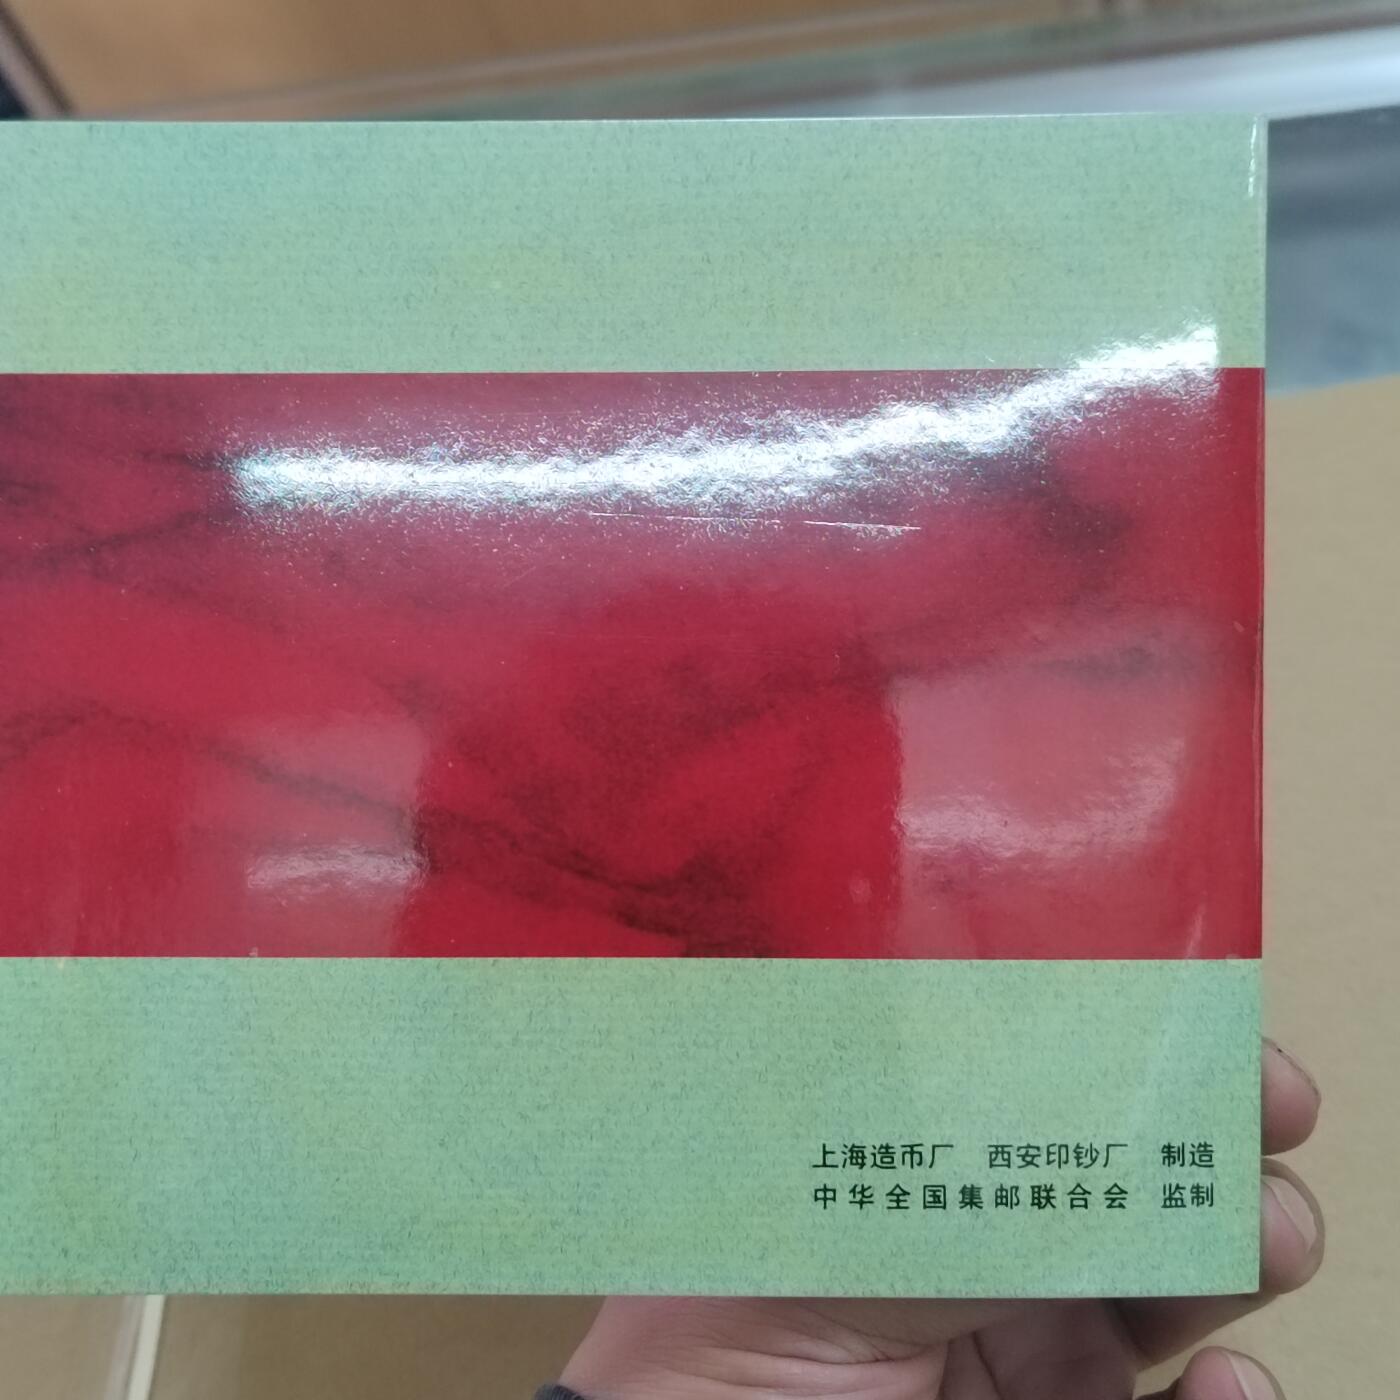 上海造币厂 西安印钞厂 制造
中华全国集邮联合会 监制